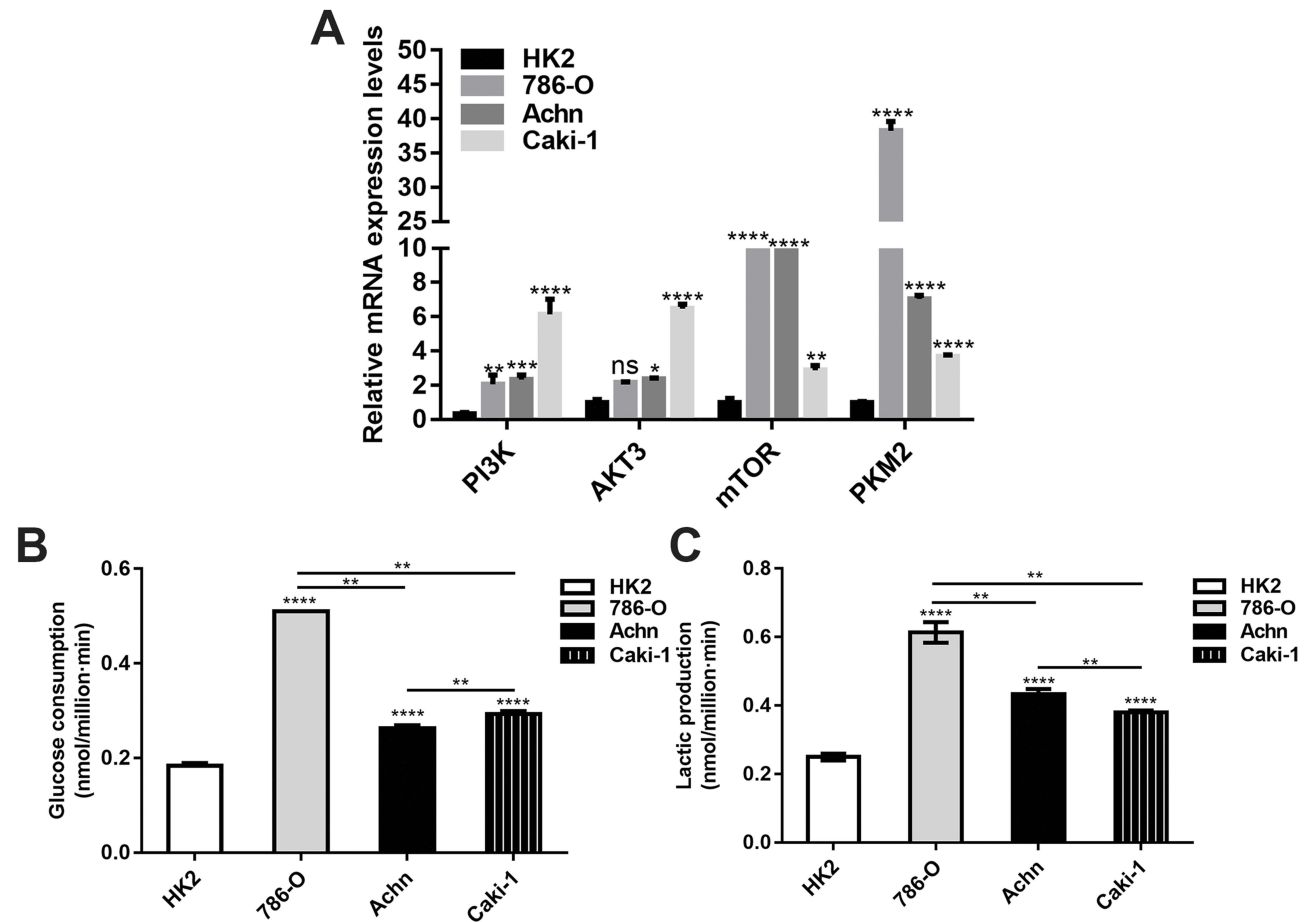 A
Relative mRNA expression levels
50
45
40
35
30
25
10
8
6
4
2
0
HK2
786-O
Achn
Caki-1
** *** ****
ns * ****
**** **** **
**** **** ****
PI3K
AKT3
mTOR
PKM2
B
Glucose consumption
(nmol/million·min)
0.6
0.4
0.2
0.0
**
**
****
**
****
****
HK2
786-O
Achn
Caki-1
HK2
786-O
Achn
Caki-1
C
Lactic production
(nmol/million·min)
0.8
0.6
0.4
0.2
0.0
**
**
****
**
****
****
HK2
786-O
Achn
Caki-1
HK2
786-O
Achn
Caki-1